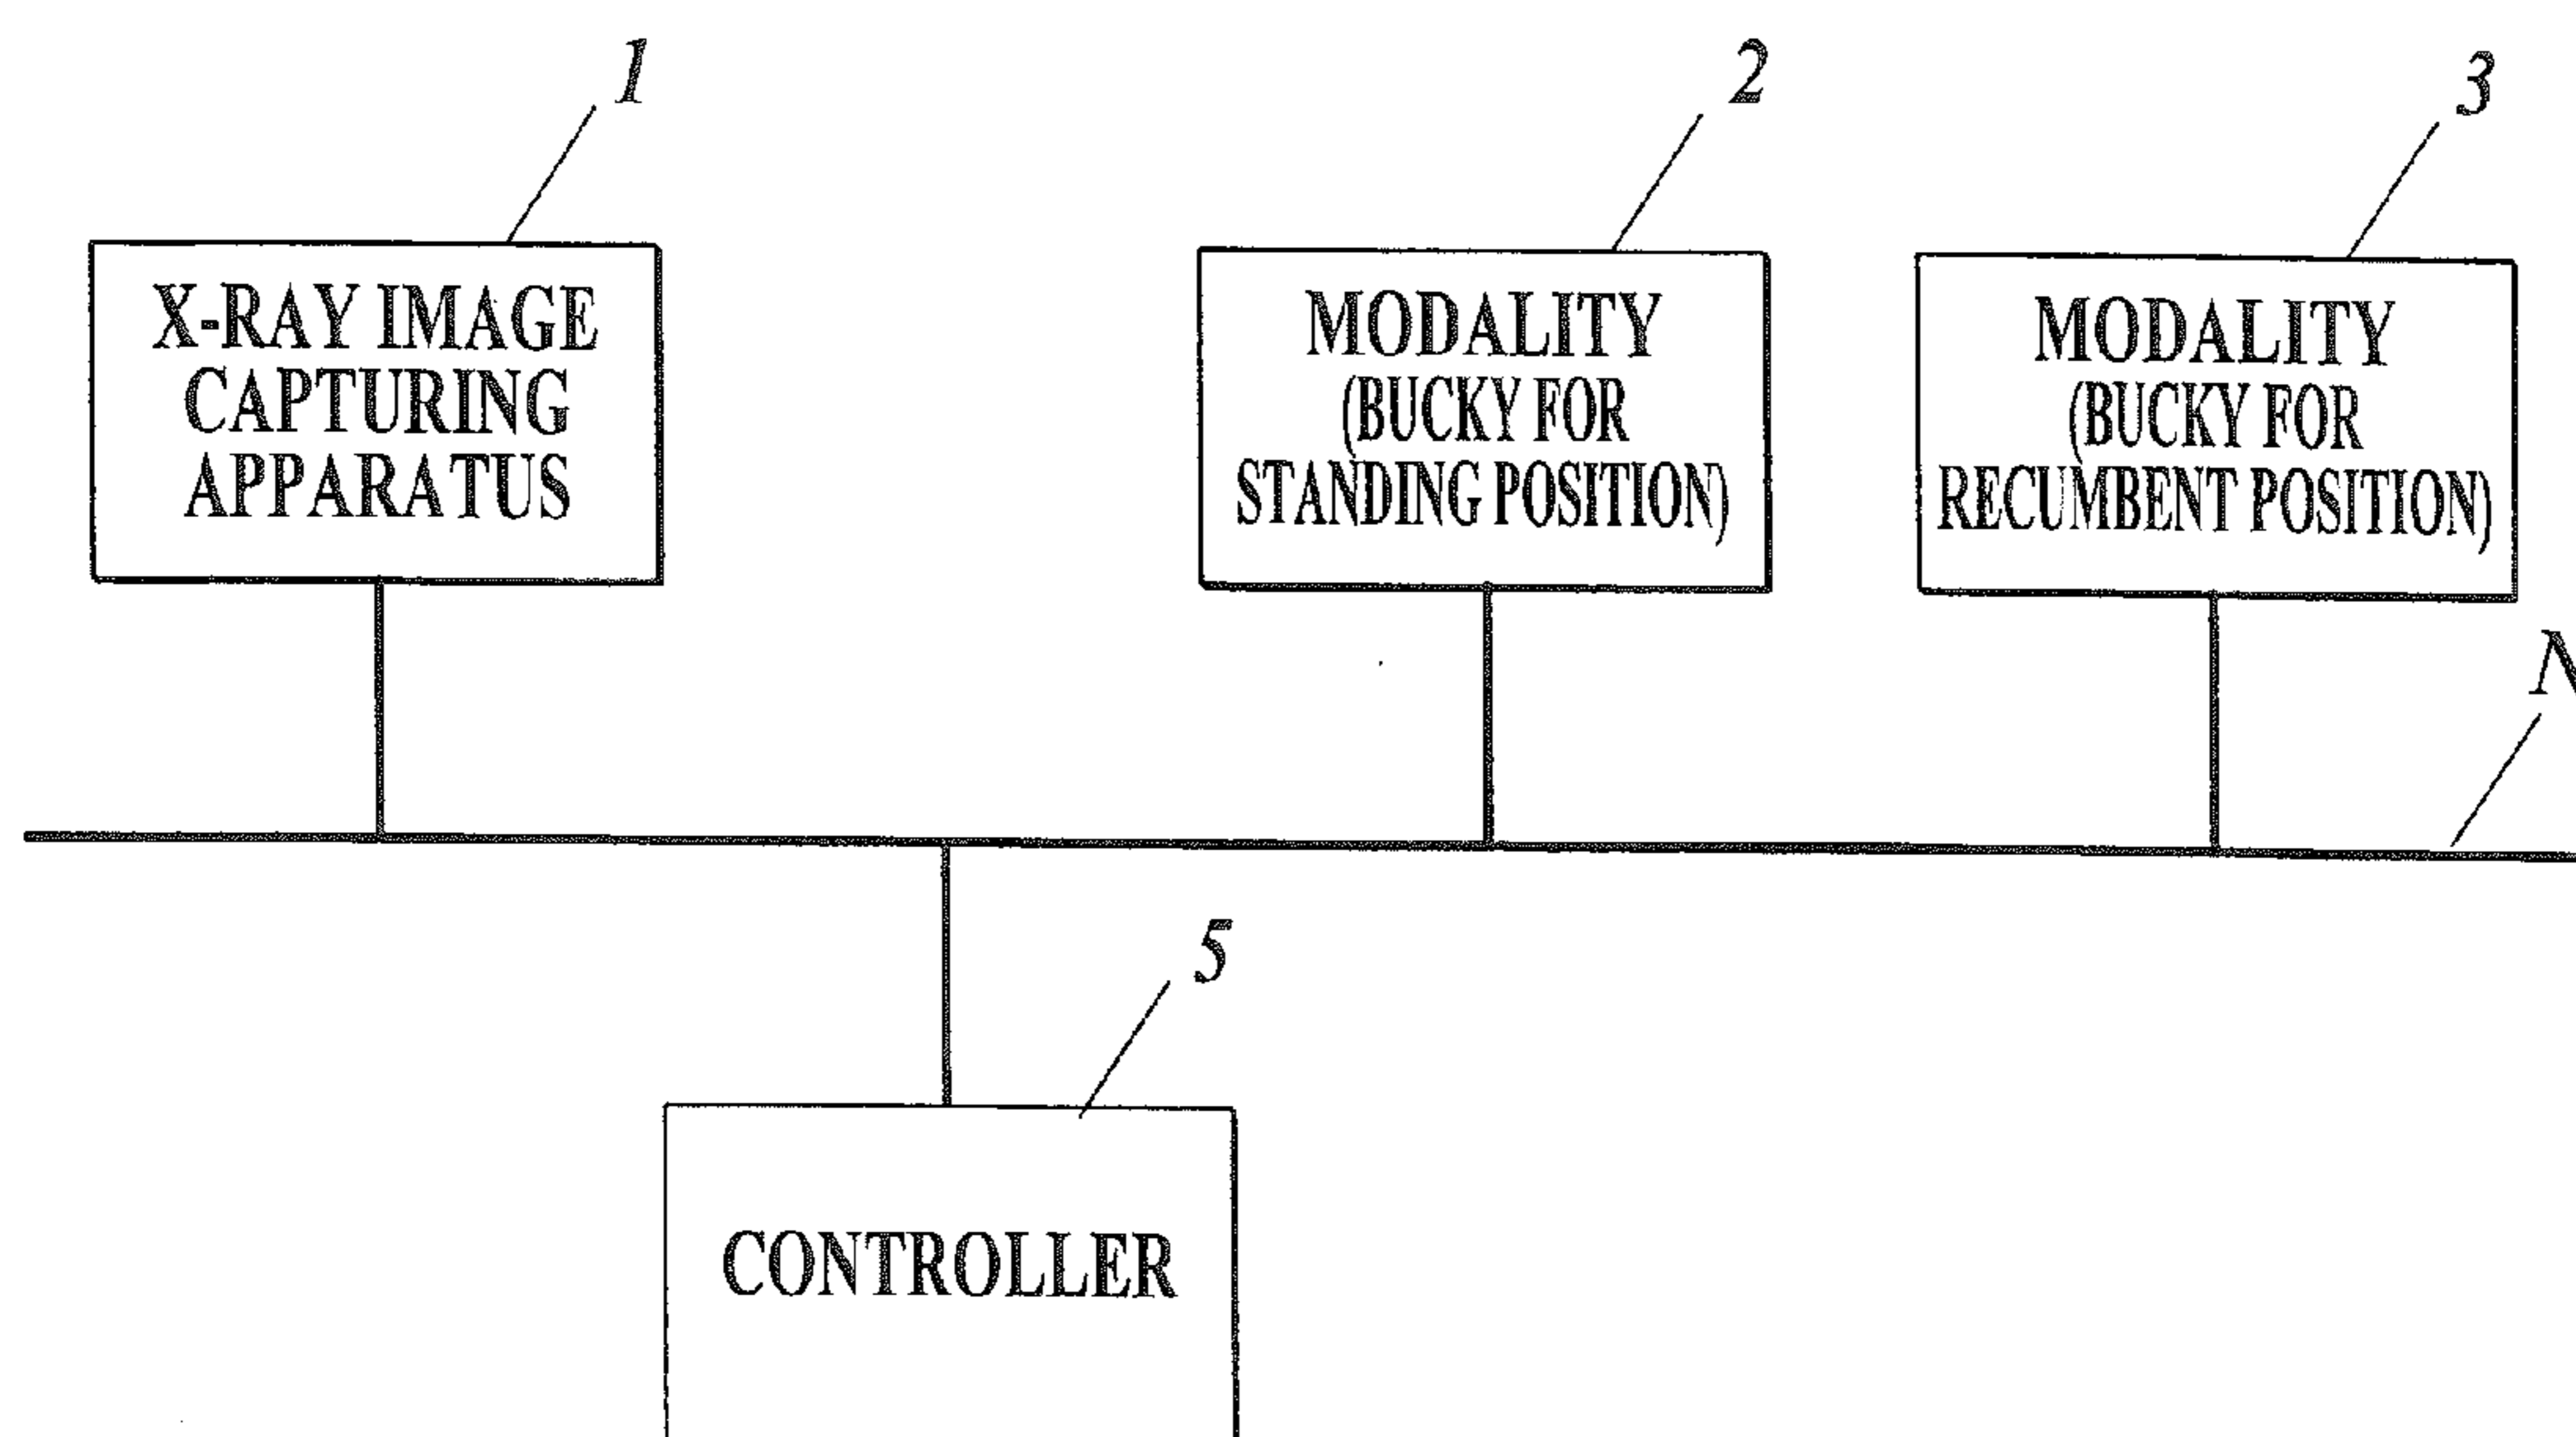 1
2
3
X-RAY IMAGE
CAPTURING
APPARATUS
MODALITY
(BUCKY FOR
STANDING POSITION)
MODALITY
(BUCKY FOR
RECUMBENT POSITION)
N
5
CONTROLLER